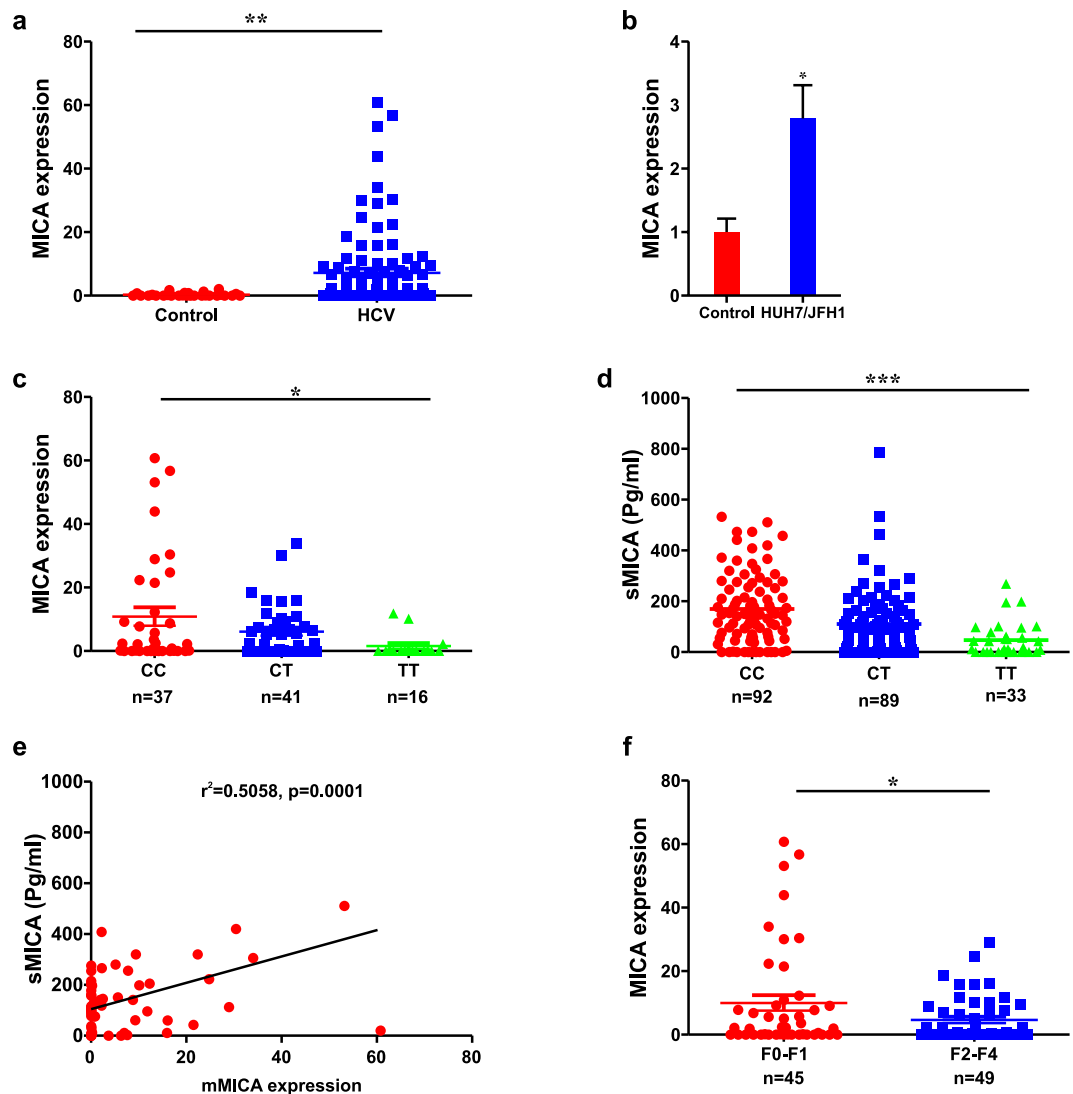 a
**
80
60
40
20
0
MICA expression
Control
HCV
b
4
3
2
1
0
MICA expression
*
Control
HUH7/JFH1
c
*
80
60
40
20
0
MICA expression
CC
CT
TT
n=37
n=41
n=16
d
***
1000
800
600
400
200
0
sMICA (Pg/ml)
CC
CT
TT
n=92
n=89
n=33
e
r²=0.5058, p=0.0001
1000
800
600
400
200
0
sMICA (Pg/ml)
0
20
40
60
80
mMICA expression
f
*
80
60
40
20
0
MICA expression
F0-F1
F2-F4
n=45
n=49